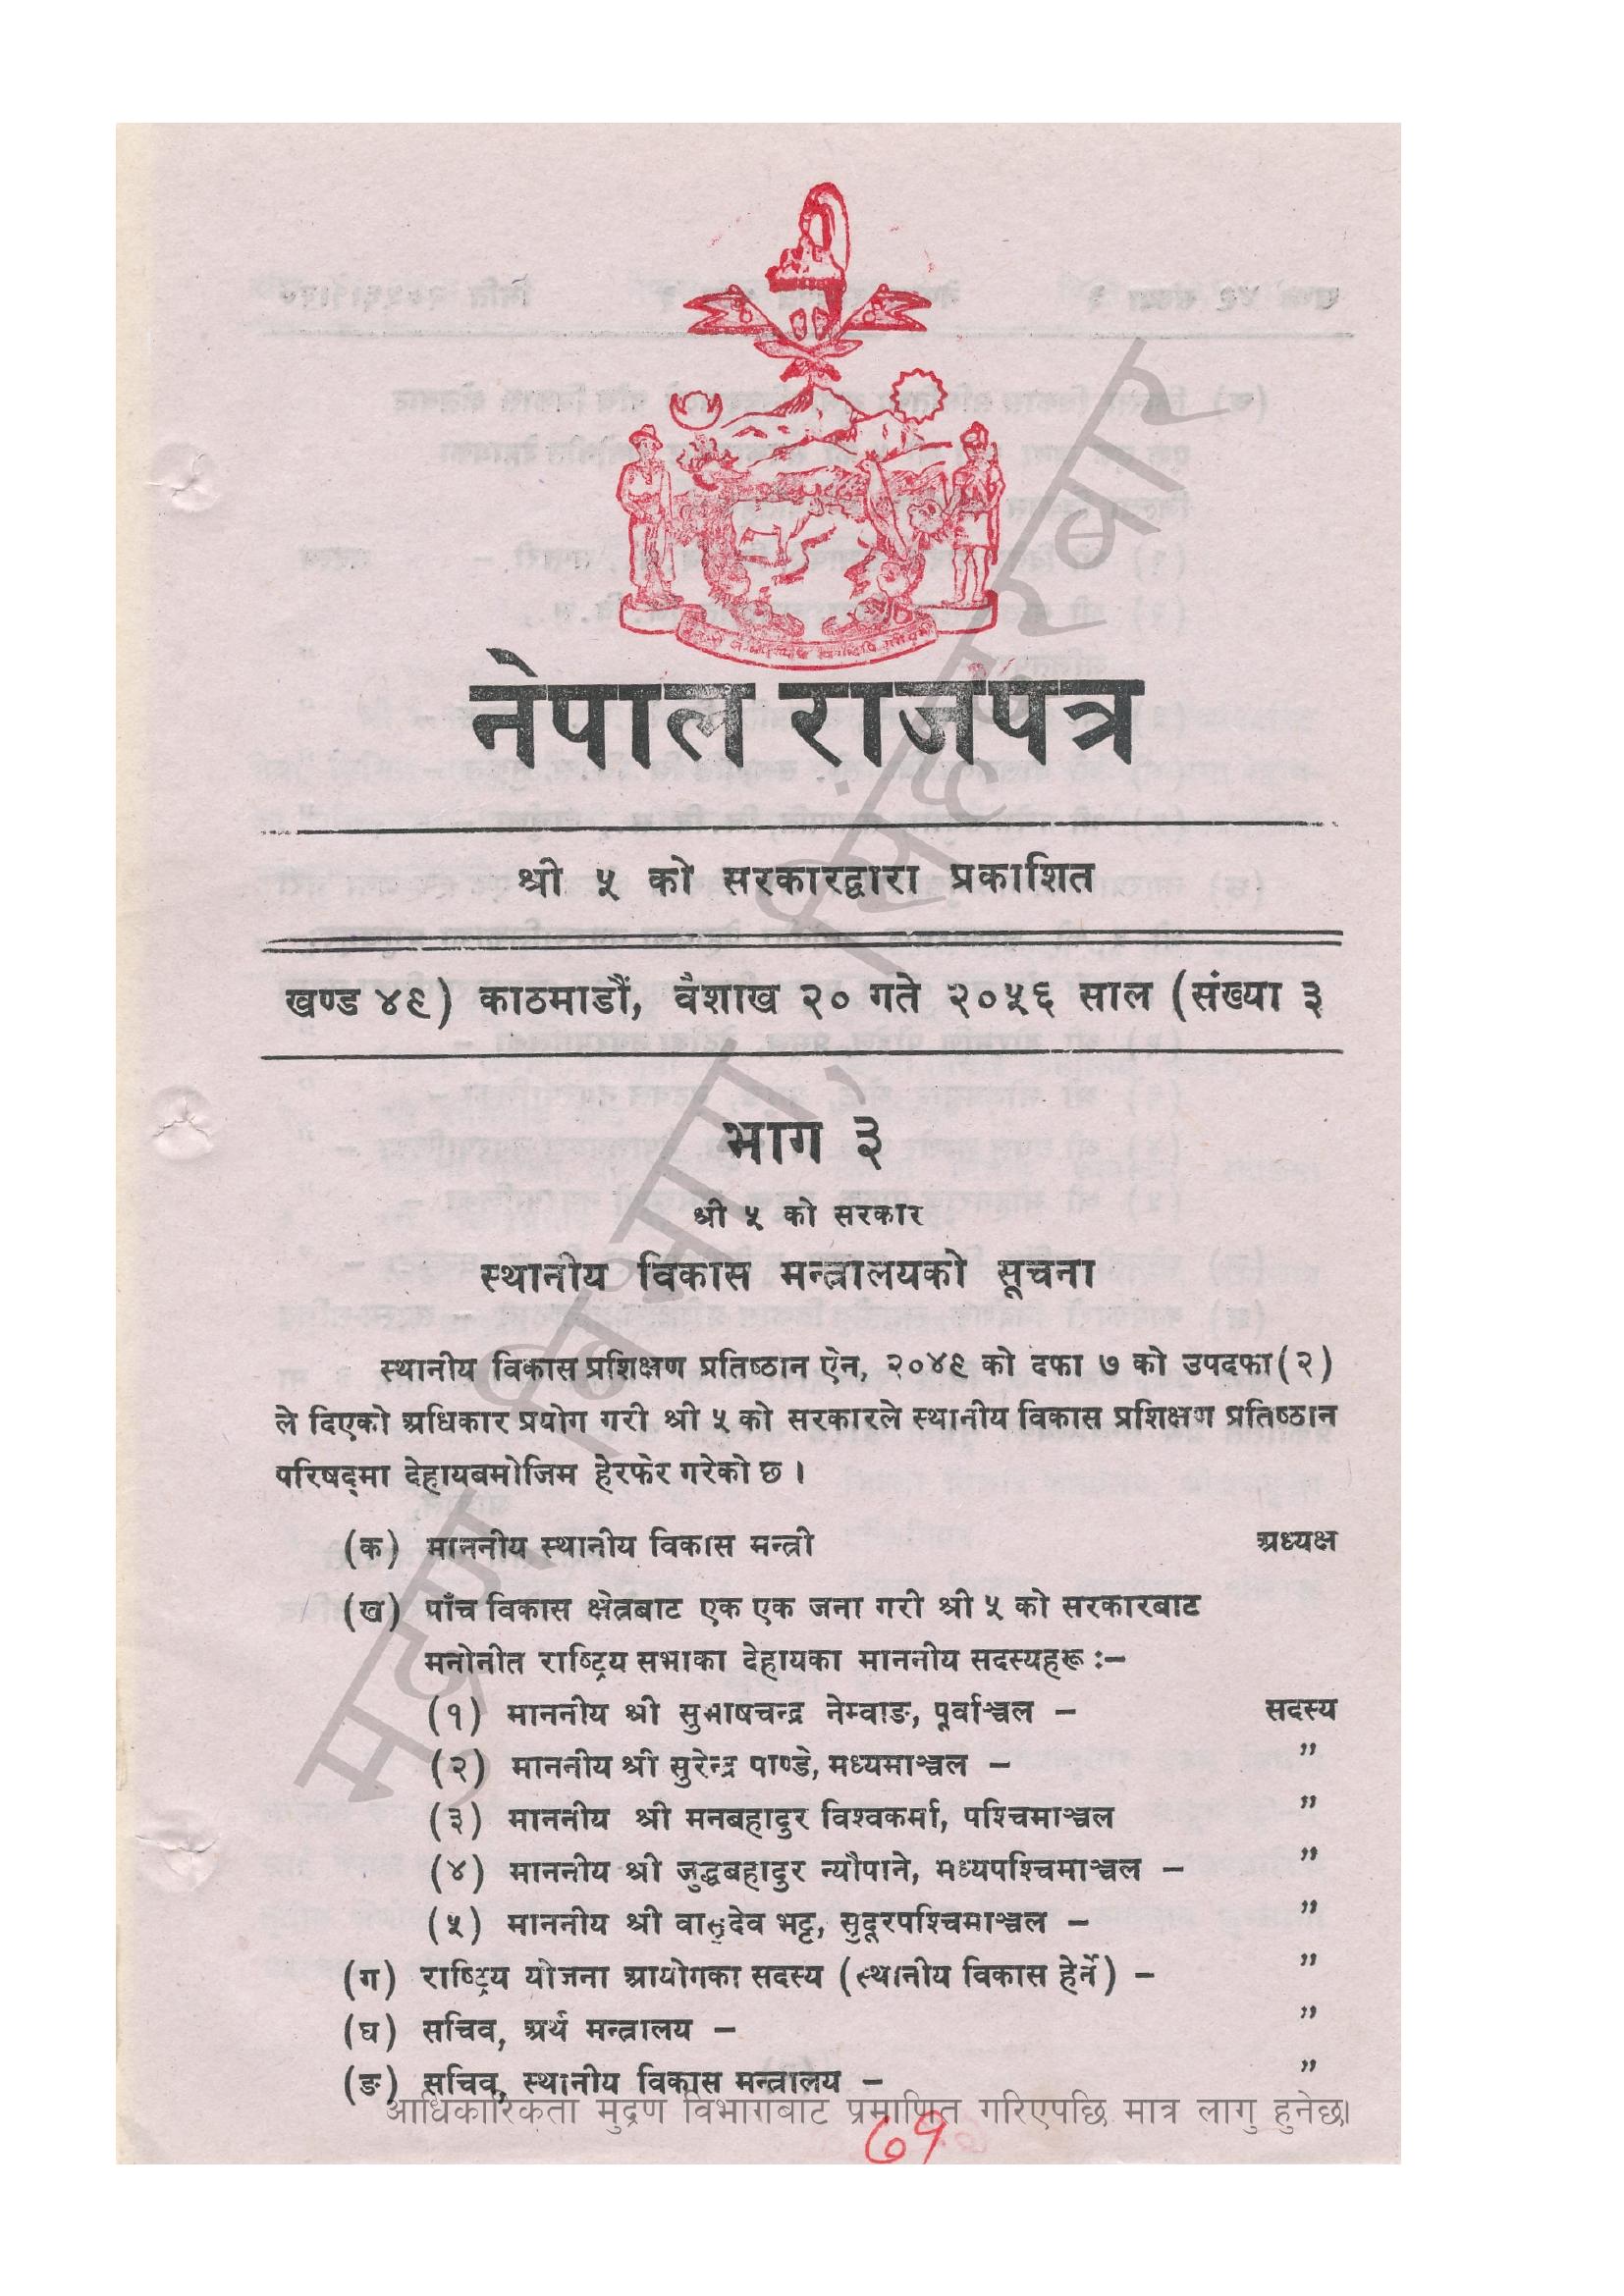 नेपाल राजपत्र
श्री ५ को सरकारद्वारा प्रकाशित
खण्ड ४९) काठमाडौं, वैशाख २० गते २०५६ साल (संख्या ३
भाग ३
श्री ५ को सरकार
स्थानीय विकास मन्त्रालयको सूचना
स्थानीय विकास प्रशिक्षण प्रतिष्ठान ऐन, २०४९ को दफा ७ को उपदफा (२)
ले दिएको अधिकार प्रयोग गरी श्री ५ को सरकारले स्थानीय विकास प्रशिक्षण प्रतिष्ठान
परिषद्‌मा देहायबमोजिम हेरफेर गरेको छ ।
(क) माननीय स्थानीय विकास मन्त्री अध्यक्ष
(ख) पाँच विकास क्षेत्रबाट एक एक जना गरी श्री ५ को सरकारबाट
मनोनीत राष्ट्रिय सभाका देहायका माननीय सदस्यहरू :–
(१) माननीय श्री सुभाषचन्द्र नेम्वाङ, पूर्वाञ्चल – सदस्य
(२) माननीय श्री सुरेन्द्र पाण्डे, मध्यमाञ्चल – ”
(३) माननीय श्री मनबहादुर विश्वकर्मा, पश्चिमाञ्चल ”
(४) माननीय श्री जुद्धबहादुर न्यौपाने, मध्यपश्चिमाञ्चल – ”
(५) माननीय श्री वासुदेव भट्ट, सुदूरपश्चिमाञ्चल – ”
(ग) राष्ट्रिय योजना आयोगका सदस्य (स्थानीय विकास हेर्ने) – ”
(घ) सचिव, अर्थ मन्त्रालय – ”
(ङ) सचिव, स्थानीय विकास मन्त्रालय – ”
आधिकारिकता मुद्रण विभागबाट प्रमाणित गरिएपछि मात्र लागु हुनेछ।
७१
मुद्रण विभाग, सिंहदरबार